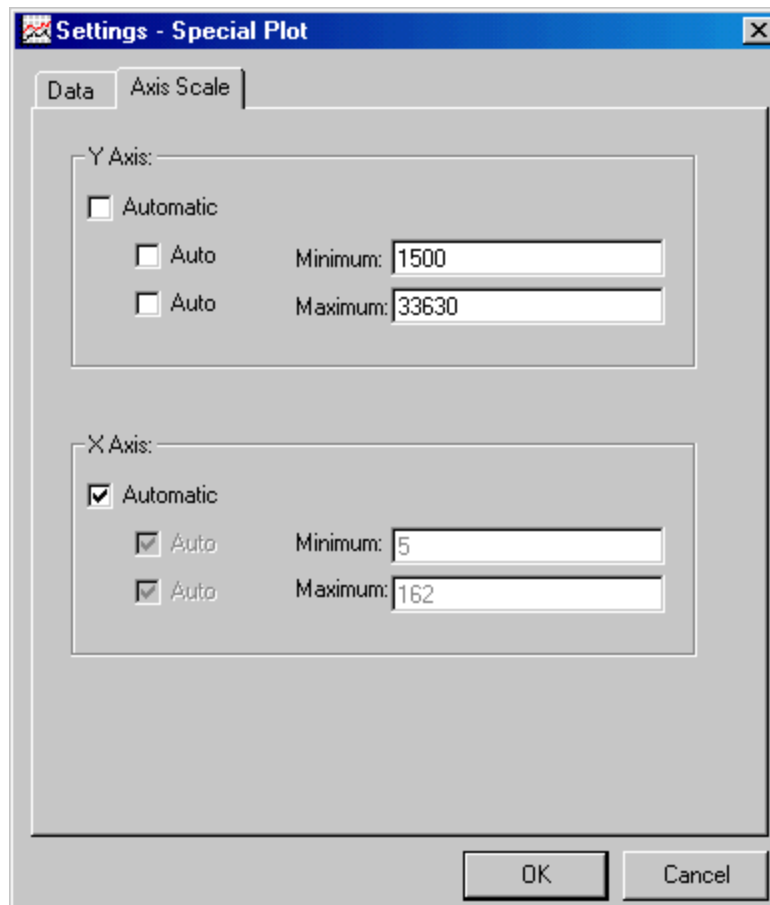 Settings - Special Plot
Data Axis Scale
Y Axis:
Automatic
Auto Minimum: 1500
Auto Maximum: 33630
X Axis:
Automatic
Auto Minimum: 5
Auto Maximum: 162
OK Cancel